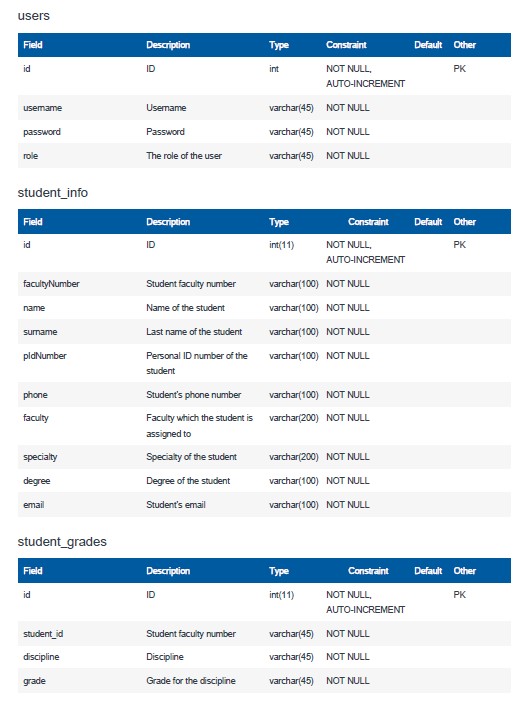 users
Field Description Type Constraint Default Other
id ID int NOT NULL, PK
AUTO-INCREMENT
username Username varchar(45) NOT NULL
password Password varchar(45) NOT NULL
role The role of the user varchar(45) NOT NULL
student_info
Field Description Type Constraint Default Other
id ID int(11) NOT NULL, PK
AUTO-INCREMENT
facultyNumber Student faculty number varchar(100) NOT NULL
name Name of the student varchar(100) NOT NULL
surname Last name of the student varchar(100) NOT NULL
pIdNumber Personal ID number of the varchar(100) NOT NULL
student
phone Student's phone number varchar(100) NOT NULL
faculty Faculty which the student is varchar(200) NOT NULL
assigned to
specialty Specialty of the student varchar(200) NOT NULL
degree Degree of the student varchar(100) NOT NULL
email Student's email varchar(100) NOT NULL
student_grades
Field Description Type Constraint Default Other
id ID int(11) NOT NULL, PK
AUTO-INCREMENT
student_id Student faculty number varchar(45) NOT NULL
discipline Discipline varchar(45) NOT NULL
grade Grade for the discipline varchar(45) NOT NULL